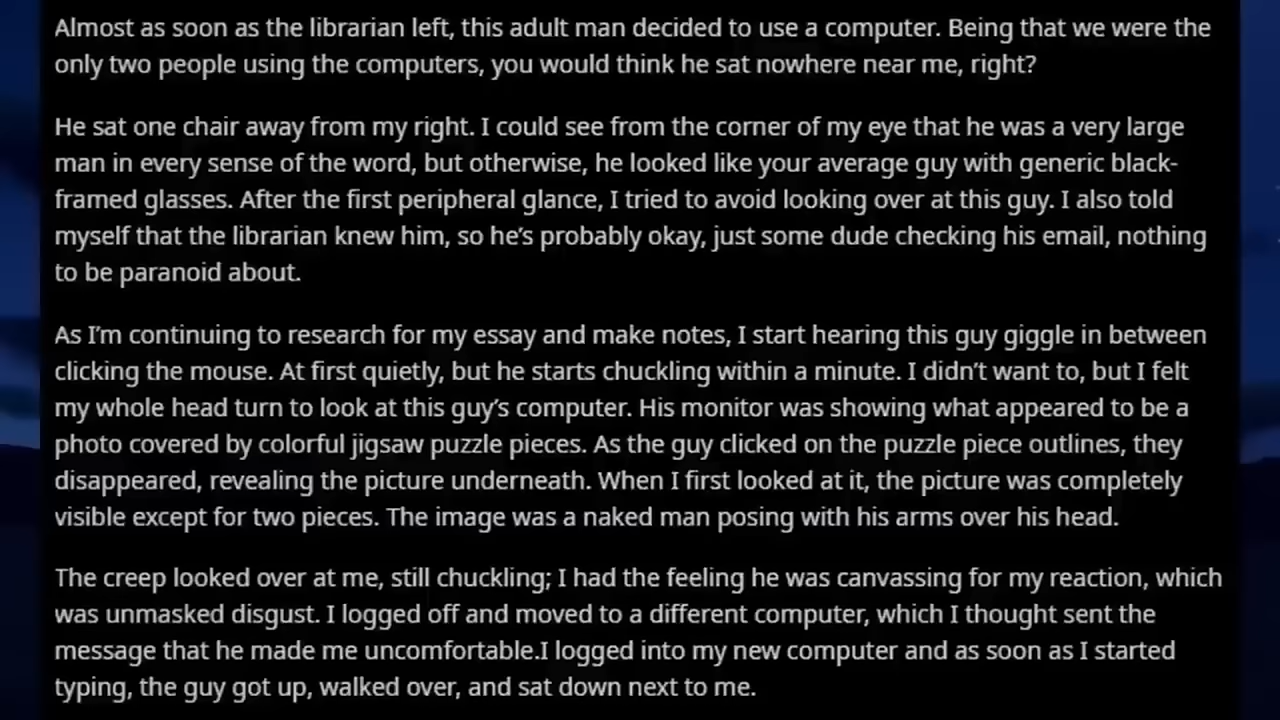 Almost as soon as the librarian left, this adult man decided to use a computer. Being that we were the
only two people using the computers, you would think he sat nowhere near me, right?
He sat one chair away from my right. I could see from the corner of my eye that he was a very large
man in every sense of the word, but otherwise, he looked like your average guy with generic black-
framed glasses. After the first peripheral glance, I tried to avoid looking over at this guy. I also told
myself that the librarian knew him, so he’s probably okay, just some dude checking his email, nothing
to be paranoid about.
As I’m continuing to research for my essay and make notes, I start hearing this guy giggle in between
clicking the mouse. At first quietly, but he starts chuckling within a minute. I didn’t want to, but I felt
my whole head turn to look at this guy’s computer. His monitor was showing what appeared to be a
photo covered by colorful jigsaw puzzle pieces. As the guy clicked on the puzzle piece outlines, they
disappeared, revealing the picture underneath. When I first looked at it, the picture was completely
visible except for two pieces. The image was a naked man posing with his arms over his head.
The creep looked over at me, still chuckling; I had the feeling he was canvassing for my reaction, which
was unmasked disgust. I logged off and moved to a different computer, which I thought sent the
message that he made me uncomfortable.I logged into my new computer and as soon as I started
typing, the guy got up, walked over, and sat down next to me.